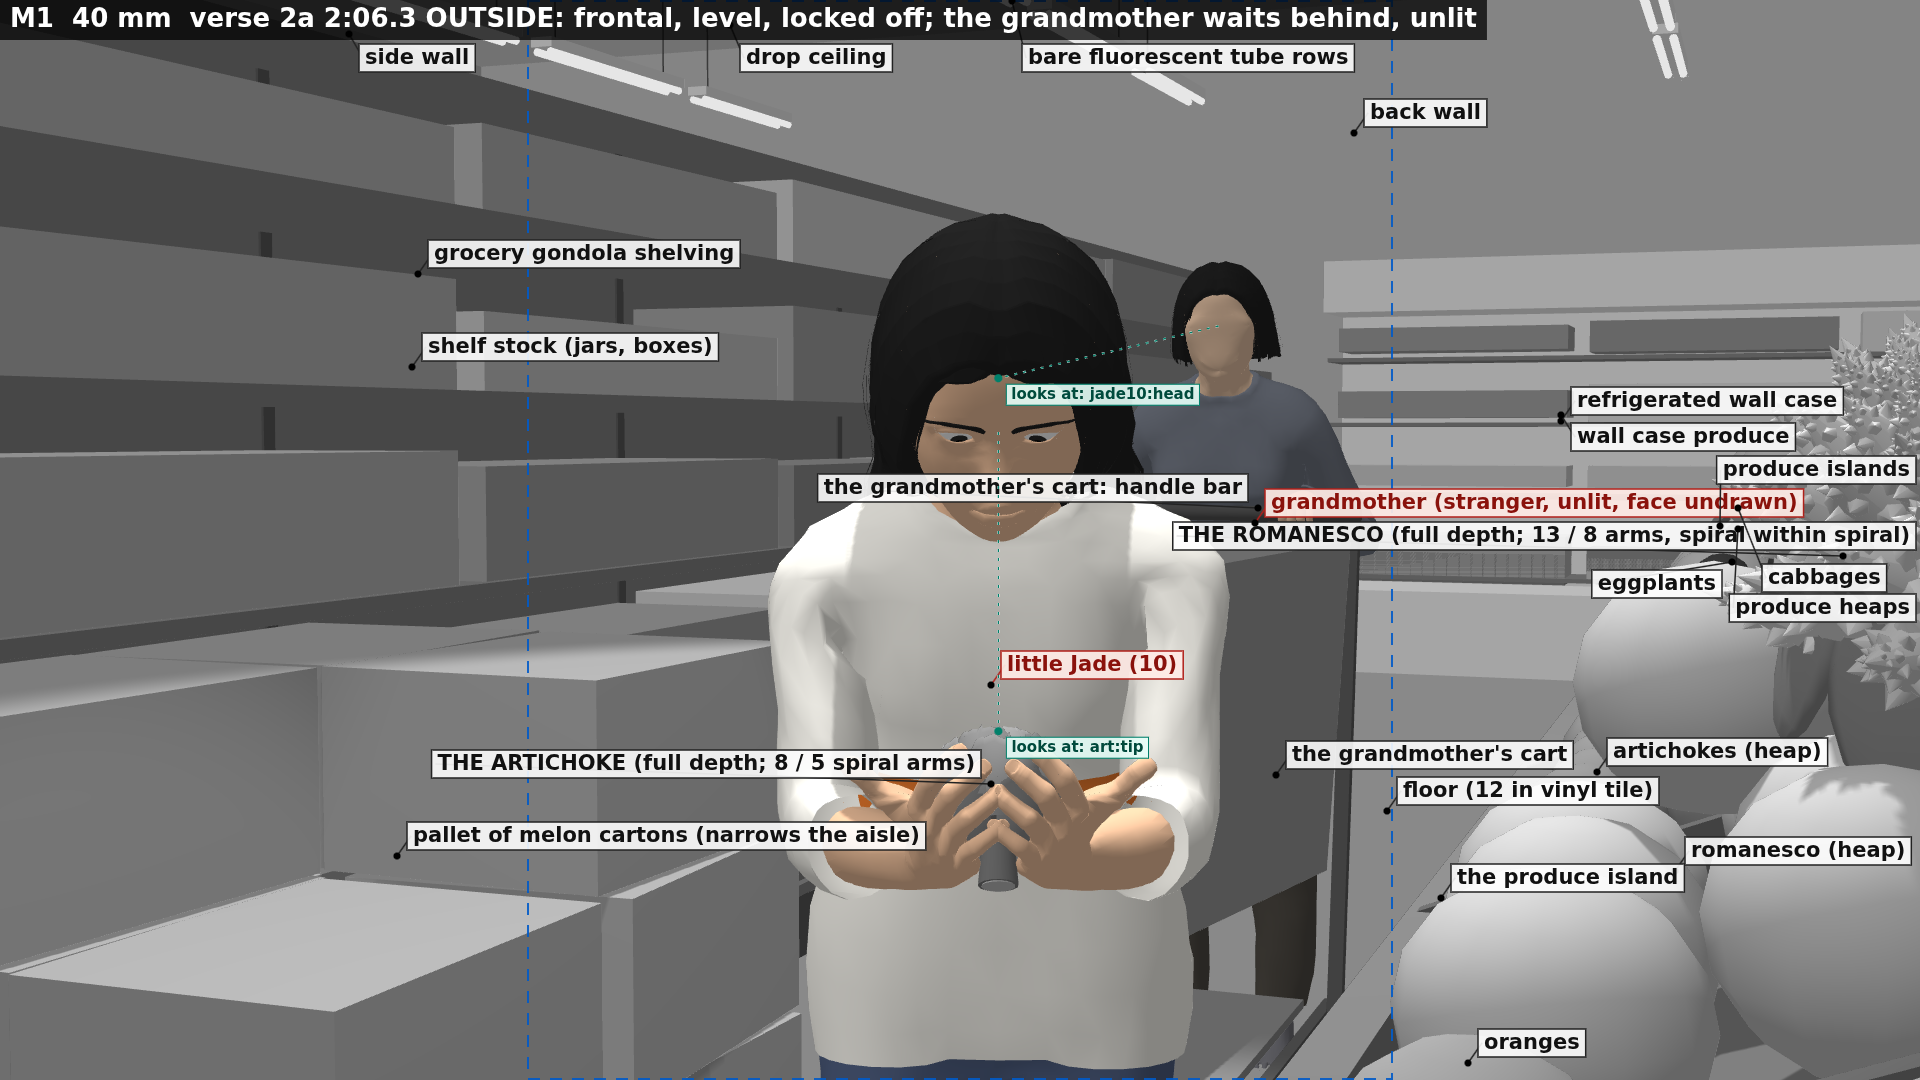 M1  40 mm  verse 2a 2:06.3 OUTSIDE: frontal, level, locked off; the grandmother waits behind, unlit
side wall
drop ceiling
bare fluorescent tube rows
back wall
grocery gondola shelving
shelf stock (jars, boxes)
looks at: jade10:head
refrigerated wall case
wall case produce
produce islands
the grandmother's cart: handle bar
grandmother (stranger, unlit, face undrawn)
THE ROMANESCO (full depth; 13 / 8 arms, spiral within spiral)
eggplants
cabbages
produce heaps
little Jade (10)
looks at: art:tip
THE ARTICHOKE (full depth; 8 / 5 spiral arms)
the grandmother's cart
artichokes (heap)
floor (12 in vinyl tile)
pallet of melon cartons (narrows the aisle)
romanesco (heap)
the produce island
oranges